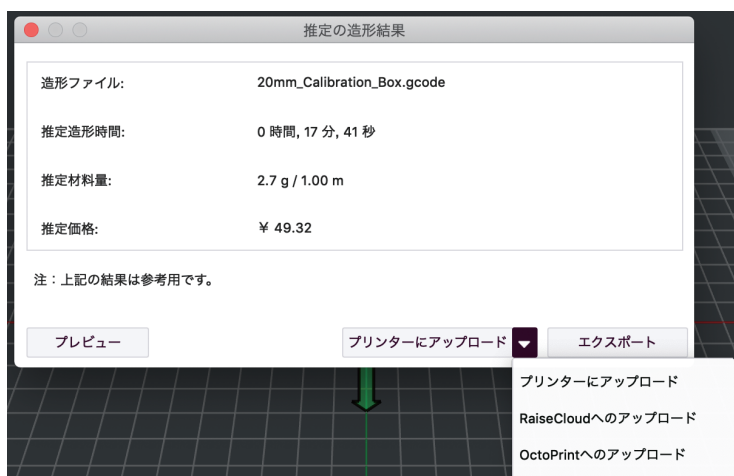 推定の造形結果
造形ファイル: 20mm_Calibration_Box.gcode
推定造形時間: 0 時間, 17 分, 41 秒
推定材料量: 2.7 g / 1.00 m
推定価格: ￥ 49.32
注：上記の結果は参考用です。
プレビュー プリンターにアップロード エクスポート
プリンターにアップロード
RaiseCloudへのアップロード
OctoPrintへのアップロード